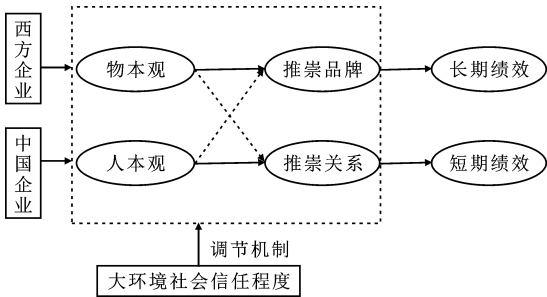 西方企业
物本观
推崇品牌
长期绩效
中国企业
人本观
推崇关系
短期绩效
调节机制
大环境社会信任程度